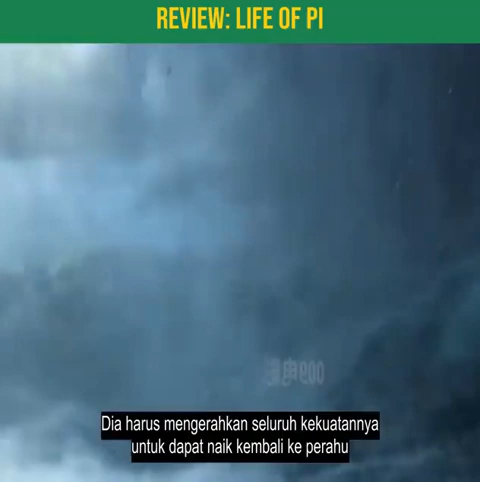 REVIEW: LIFE OF PI
Dia harus mengerahkan seluruh kekuatannya
untuk dapat naik kembali ke perahu